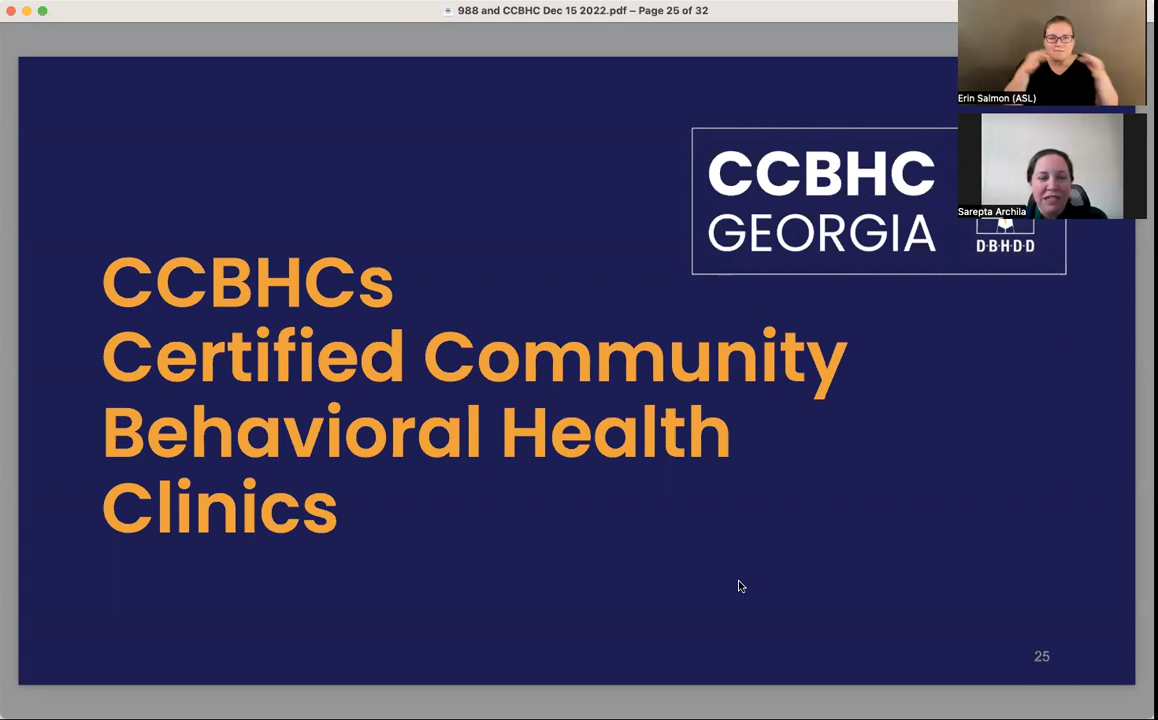 988 and CCBHC Dec 15 2022.pdf – Page 25 of 32
Erin Salmon (ASL)
Sarepta Archila
CCBHC
GEORGIA
D·B·H·D·D
CCBHCs
Certified Community
Behavioral Health
Clinics
25